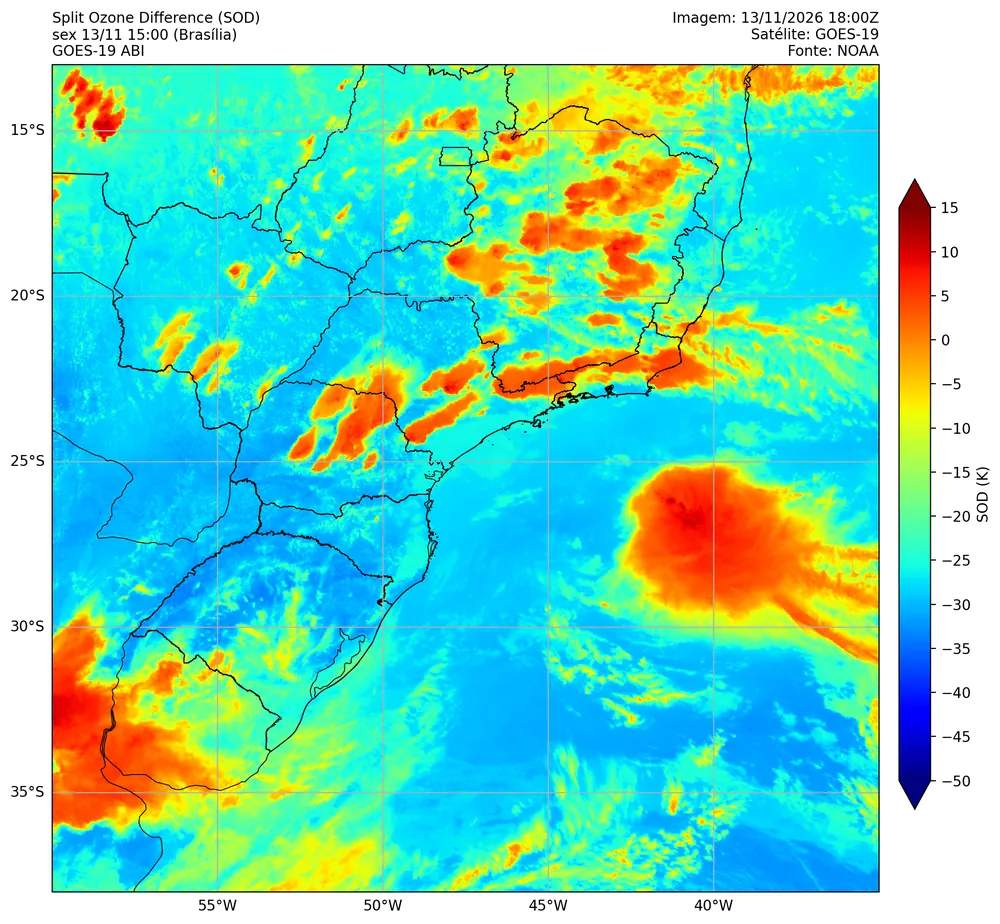 Split Ozone Difference (SOD)
sex 13/11 15:00 (Brasília)
GOES-19 ABI
Imagem: 13/11/2026 18:00Z
Satélite: GOES-19
Fonte: NOAA
15°S
20°S
25°S
30°S
35°S
55°W
50°W
45°W
40°W
15
10
5
0
−5
−10
−15
−20
−25
−30
−35
−40
−45
−50
SOD (K)